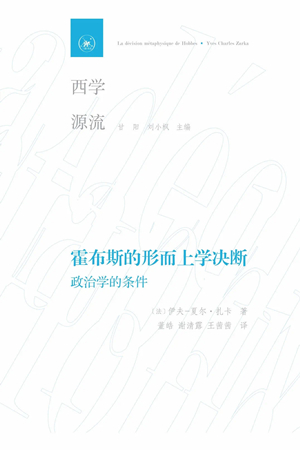 La décision métaphysique de Hobbes • Yves Charles Zarka
西学
源流 甘 阳 刘小枫 主编
霍布斯的形而上学决断
政治学的条件
〔法〕伊夫-夏尔·扎卡 著
董皓 谢清露 王茜茜 译